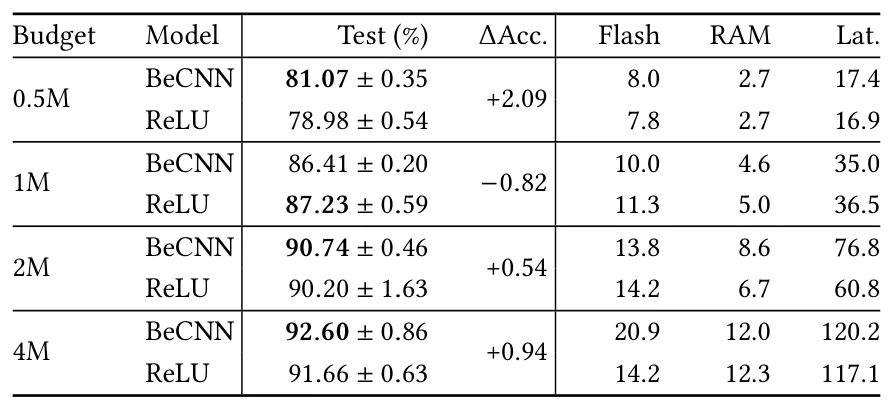 Budget Model Test (%) ΔAcc. Flash RAM Lat.
0.5M BeCNN 81.07 ± 0.35 +2.09 8.0 2.7 17.4
ReLU 78.98 ± 0.54 7.8 2.7 16.9
1M BeCNN 86.41 ± 0.20 −0.82 10.0 4.6 35.0
ReLU 87.23 ± 0.59 11.3 5.0 36.5
2M BeCNN 90.74 ± 0.46 +0.54 13.8 8.6 76.8
ReLU 90.20 ± 1.63 14.2 6.7 60.8
4M BeCNN 92.60 ± 0.86 +0.94 20.9 12.0 120.2
ReLU 91.66 ± 0.63 14.2 12.3 117.1